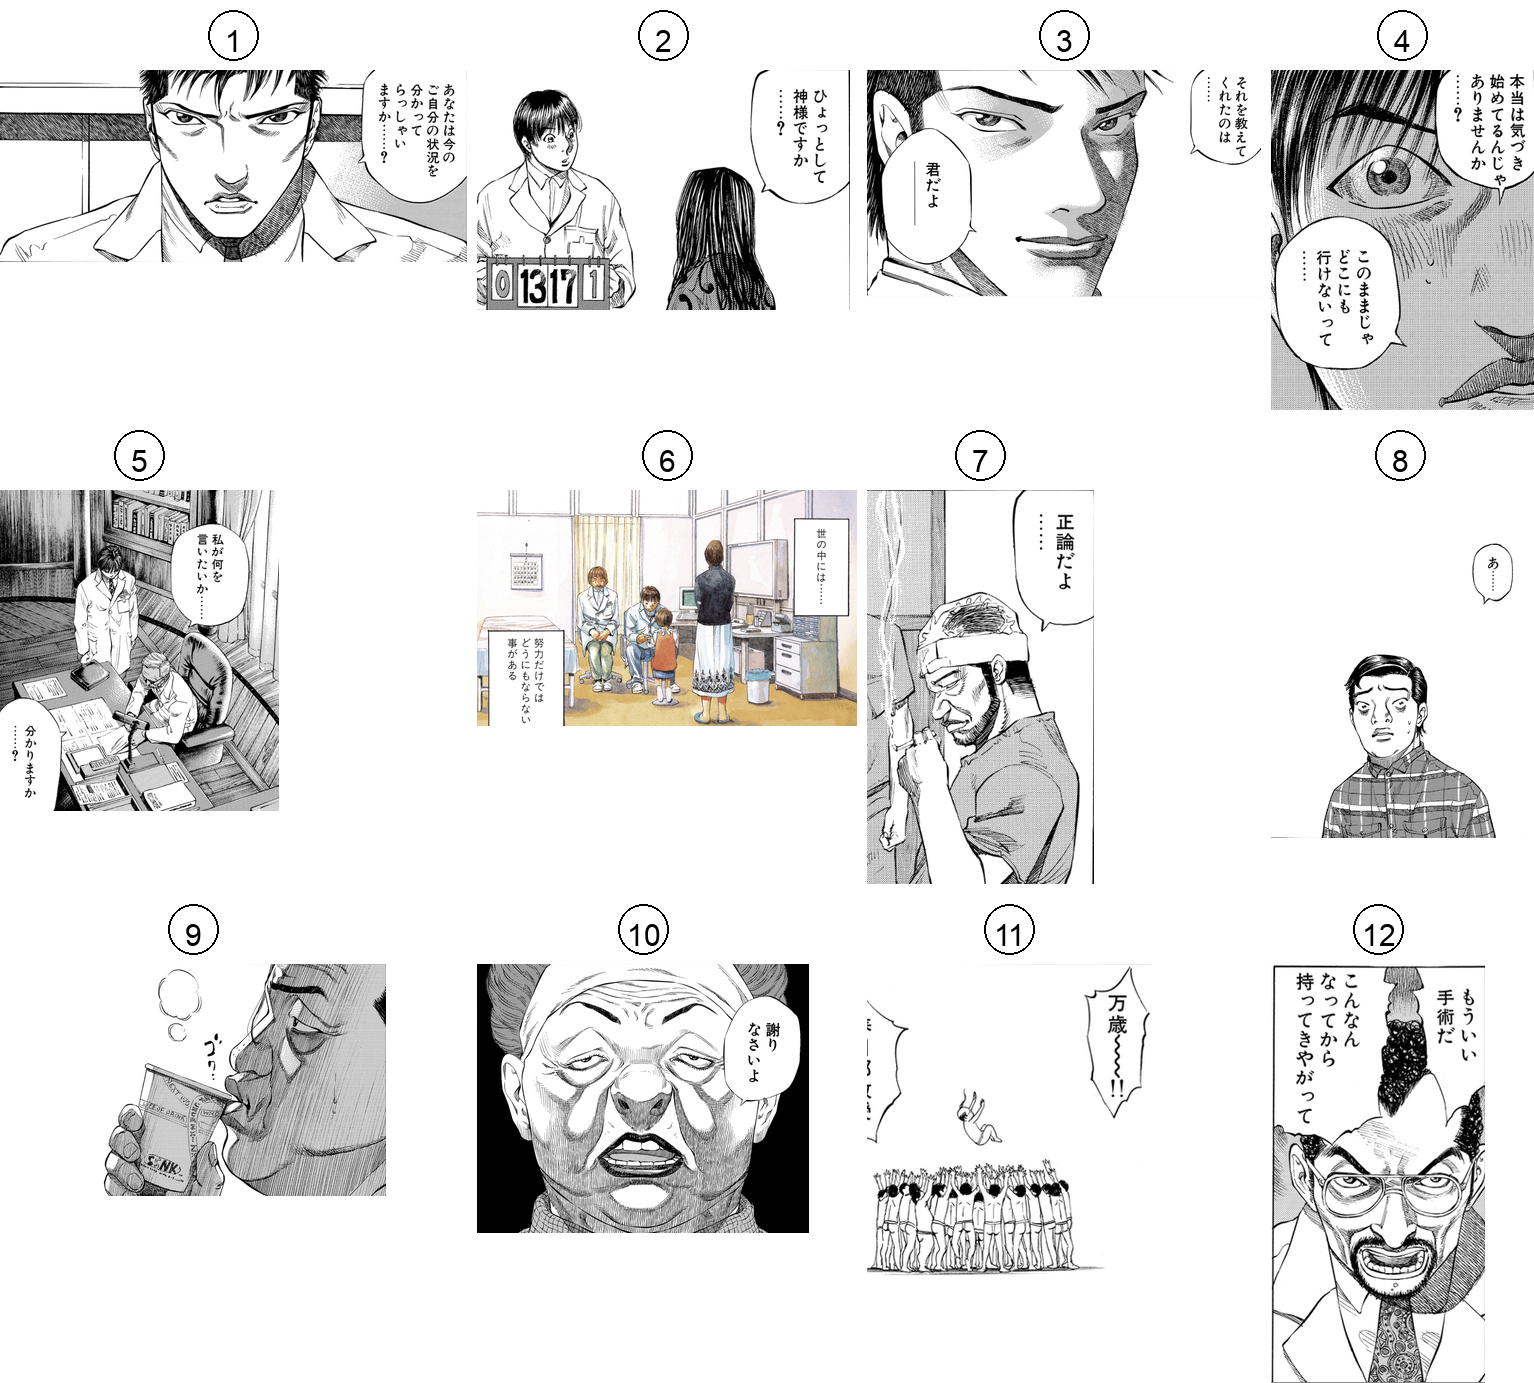 1
あなたは今の
ご自分の状況を
分かって
らっしゃい
ますか……?
2
ひょっとして
神様ですか
……?
0 13 17 1
3
それを教えて
くれたのは
……
君だよ
4
本当は気づき
始めてるんじゃ
ありませんか
……?
このままじゃ
どこにも
行けないって
……
5
私が何を
言いたいか……
分かりますか
……?
6
世の中には……
努力だけでは
どうにもならない
事がある
7
正論だよ
……
8
あ……
9
ゴク…
10
謝り
なさいよ
11
万歳〜〜〜!!
12
もういい
手術だ
こんなん
なってから
持ってきやがって